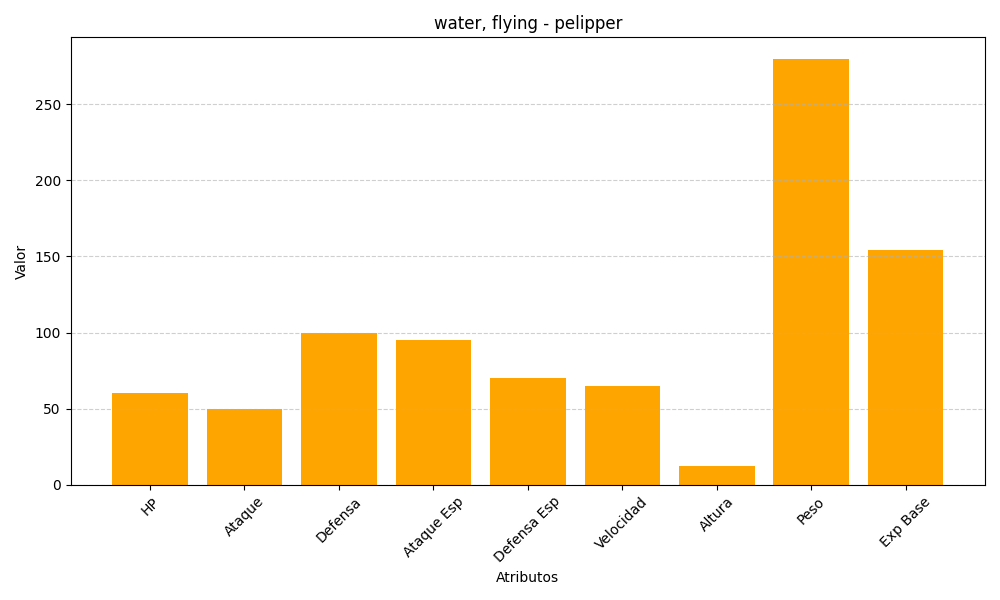 water, flying - pelipper
Valor
250
200
150
100
50
0
HP
Ataque
Defensa
Ataque Esp
Defensa Esp
Velocidad
Altura
Peso
Exp Base
Atributos